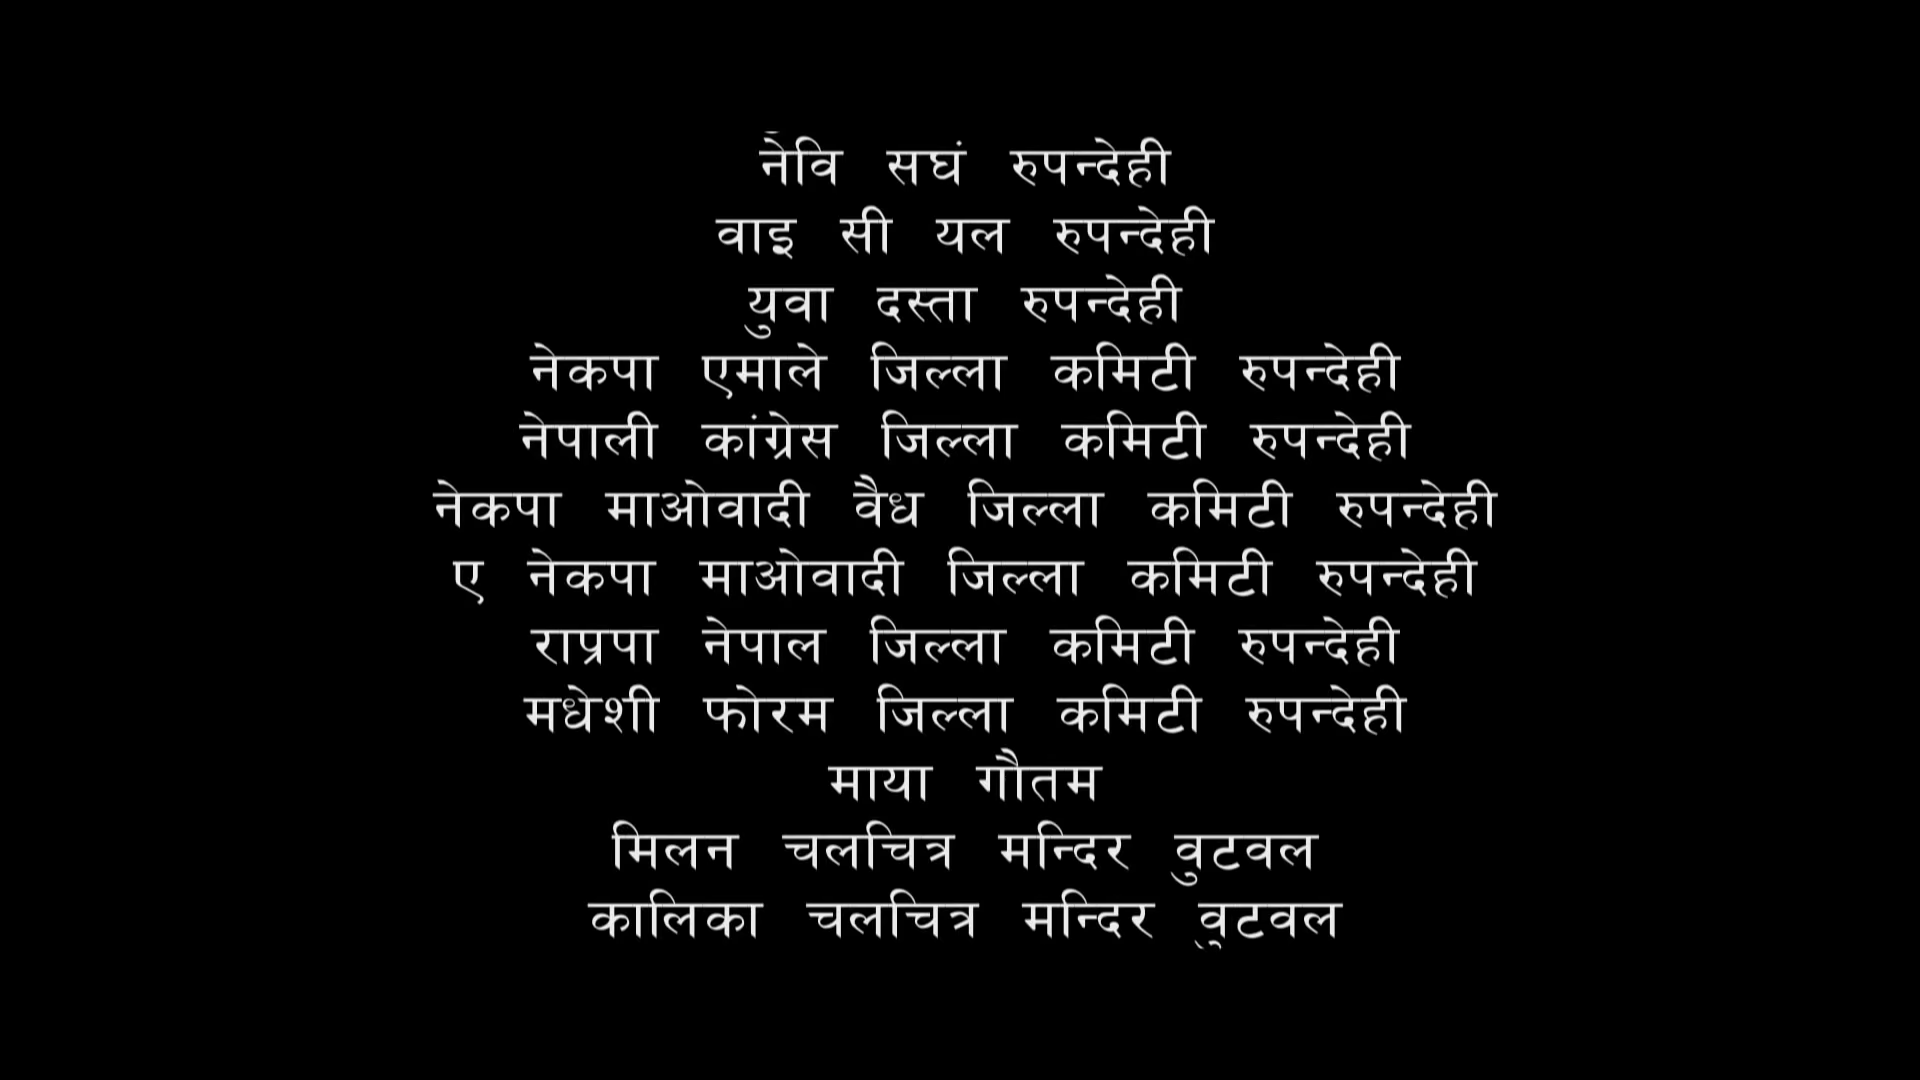 नेवि सघं रुपन्देही
वाइ सी यल रुपन्देही
युवा दस्ता रुपन्देही
नेकपा एमाले जिल्ला कमिटी रुपन्देही
नेपाली कांग्रेस जिल्ला कमिटी रुपन्देही
नेकपा माओवादी वैध जिल्ला कमिटी रुपन्देही
ए नेकपा माओवादी जिल्ला कमिटी रुपन्देही
राप्रपा नेपाल जिल्ला कमिटी रुपन्देही
मधेशी फोरम जिल्ला कमिटी रुपन्देही
माया गौतम
मिलन चलचित्र मन्दिर वुटवल
कालिका चलचित्र मन्दिर वुटवल